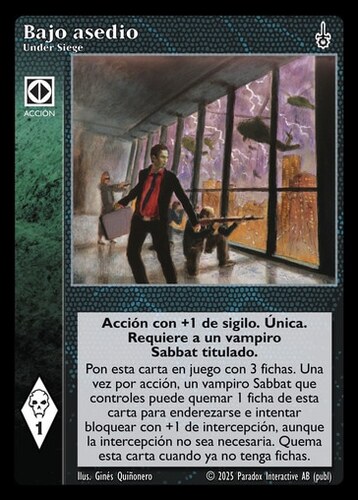 Bajo asedio
Under Siege
ACCIÓN
Acción con +1 de sigilo. Única.
Requiere a un vampiro
Sabbat titulado.
Pon esta carta en juego con 3 fichas. Una
vez por acción, un vampiro Sabbat que
controles puede quemar 1 ficha de esta
carta para enderezarse e intentar
bloquear con +1 de intercepción, aunque
la intercepción no sea necesaria. Quema
esta carta cuando ya no tenga fichas.
1
Ilus. Ginés Quiñonero
© 2025 Paradox Interactive AB (publ)